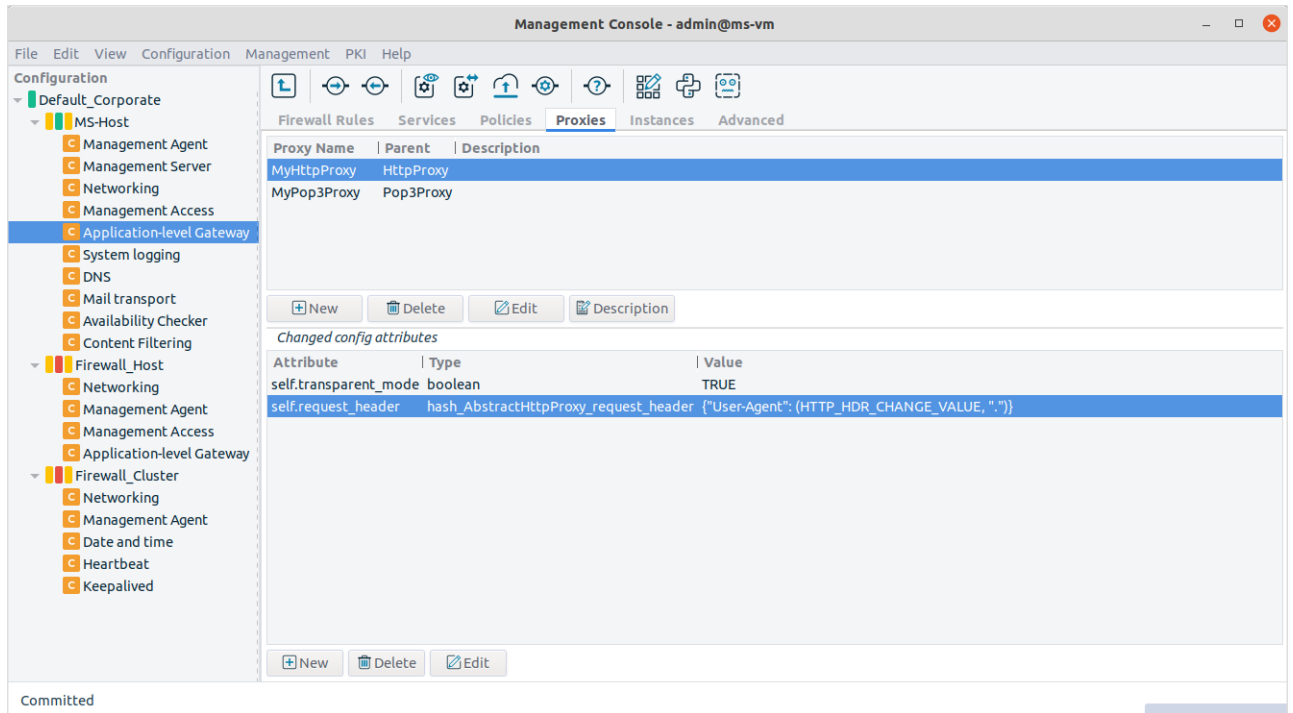 Management Console - admin@ms-vm
File Edit View Configuration Management PKI Help
Configuration
Default_Corporate
MS-Host
C Management Agent
C Management Server
C Networking
C Management Access
C Application-level Gateway
C System logging
C DNS
C Mail transport
C Availability Checker
C Content Filtering
Firewall_Host
C Networking
C Management Agent
C Management Access
C Application-level Gateway
Firewall_Cluster
C Networking
C Management Agent
C Date and time
C Heartbeat
C Keepalived
Firewall Rules Services Policies Proxies Instances Advanced
Proxy Name Parent Description
MyHttpProxy HttpProxy
MyPop3Proxy Pop3Proxy
New Delete Edit Description
Changed config attributes
Attribute Type Value
self.transparent_mode boolean TRUE
self.request_header hash_AbstractHttpProxy_request_header {"User-Agent": (HTTP_HDR_CHANGE_VALUE, ".")}
New Delete Edit
Committed